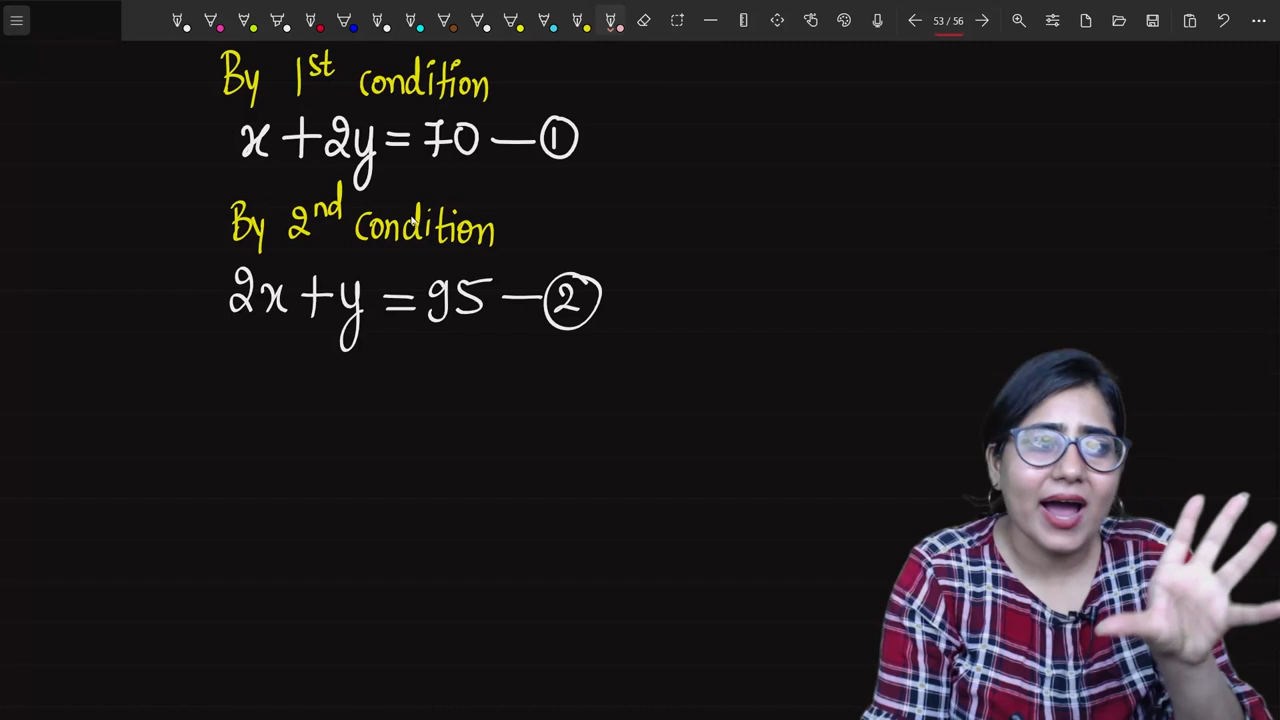 53 / 56
By 1st condition
x + 2y = 70 — ①
By 2nd condition
2x + y = 95 — ②